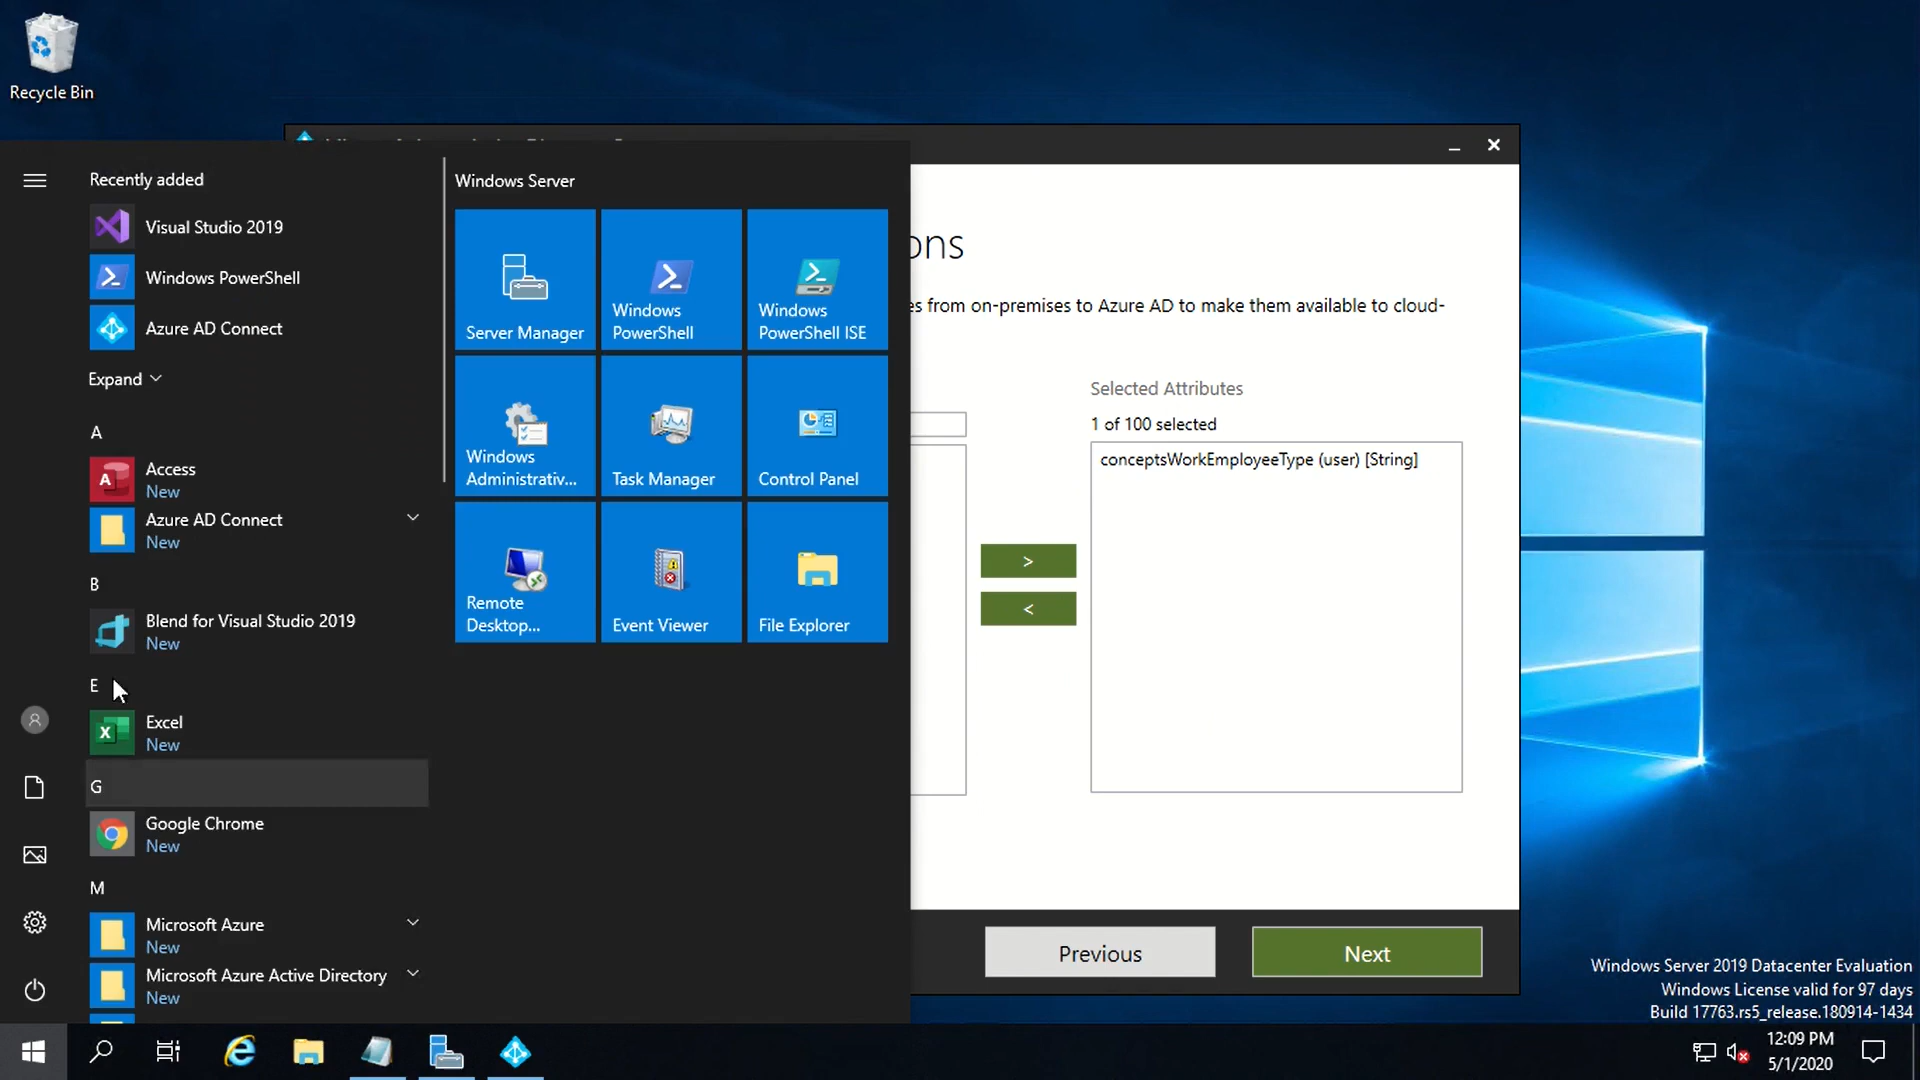 Recycle Bin
Recently added
Visual Studio 2019
Windows PowerShell
Azure AD Connect
Expand
A
Access
New
Azure AD Connect
New
B
Blend for Visual Studio 2019
New
E
Excel
New
G
Google Chrome
New
M
Microsoft Azure
New
Microsoft Azure Active Directory
New
Windows Server
Server Manager
Windows
PowerShell
Windows
PowerShell ISE
Windows
Administrativ...
Task Manager
Control Panel
Remote
Desktop...
Event Viewer
File Explorer
ons
es from on-premises to Azure AD to make them available to cloud-
Selected Attributes
1 of 100 selected
conceptsWorkEmployeeType (user) [String]
>
<
Previous
Next
Windows Server 2019 Datacenter Evaluation
Windows License valid for 97 days
Build 17763.rs5_release.180914-1434
12:09 PM
5/1/2020